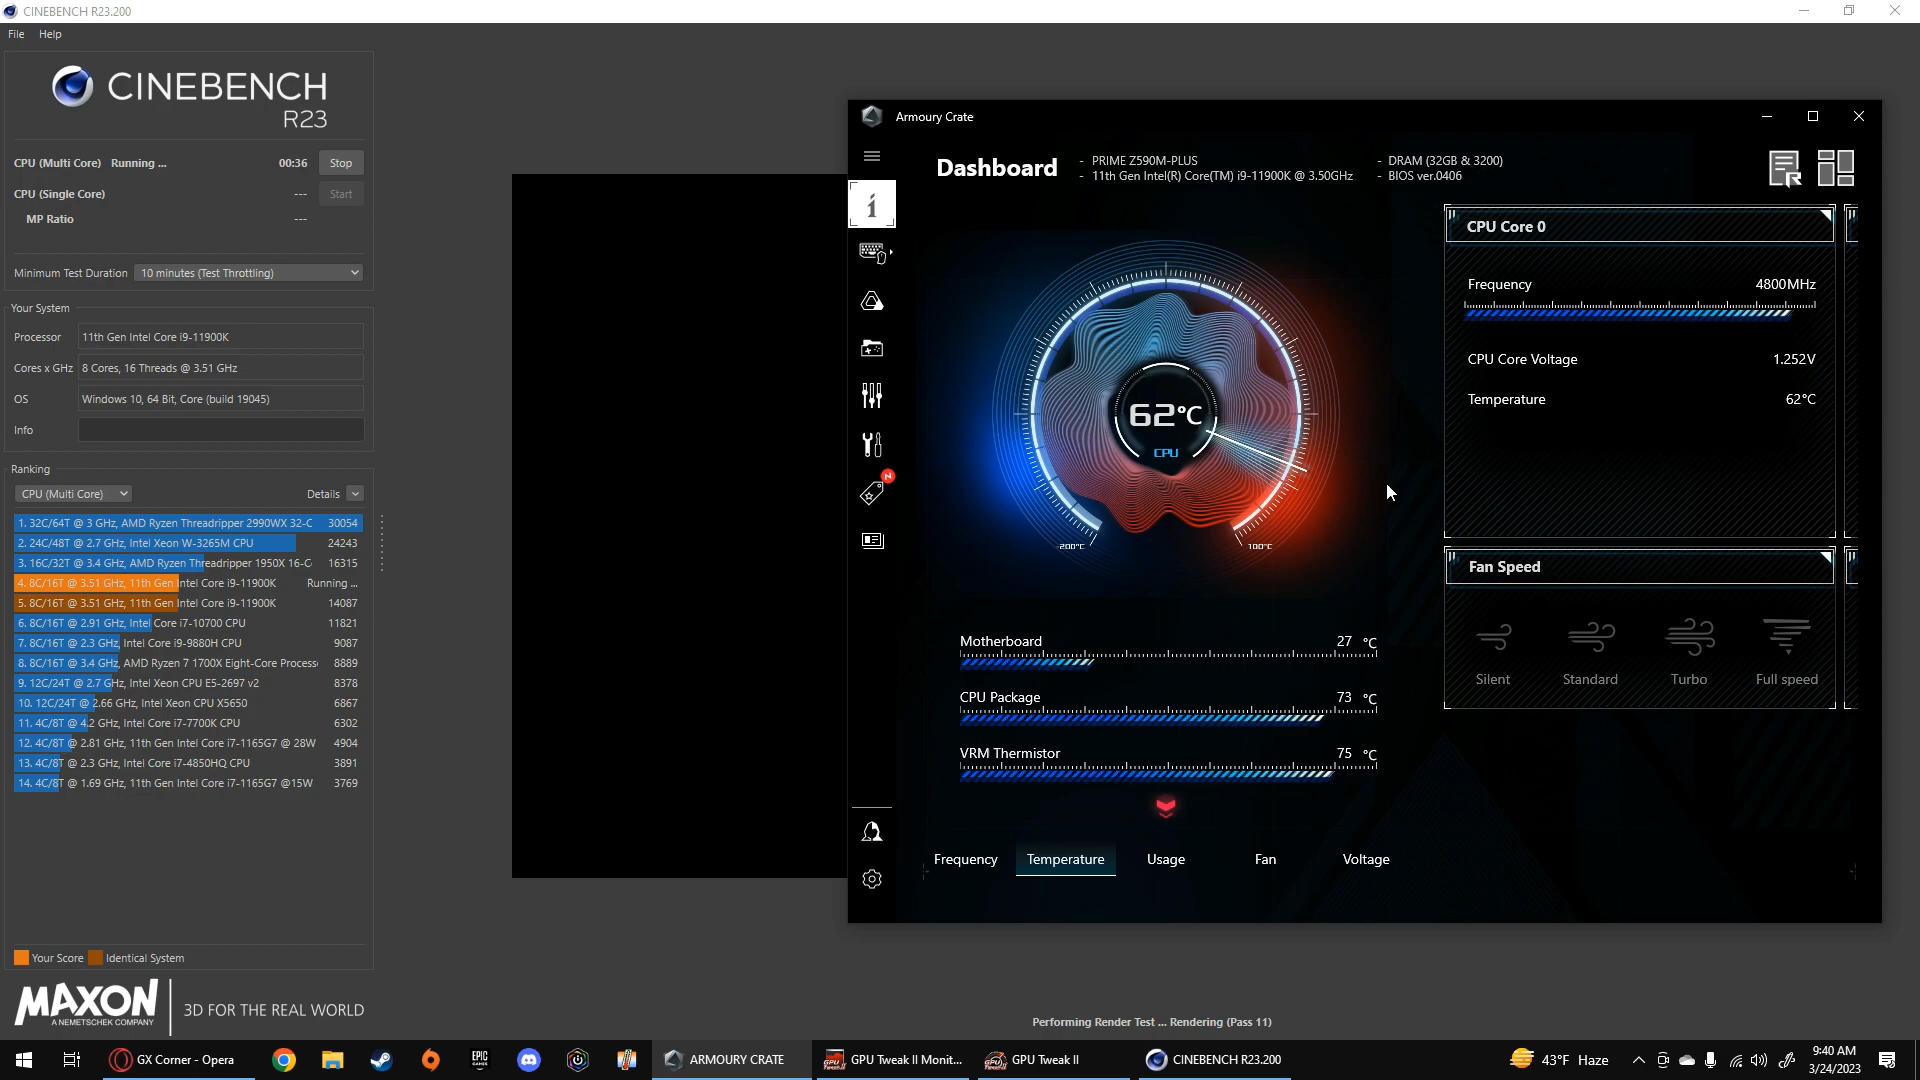 CINEBENCH R23.200
File Help
CINEBENCH
R23
CPU (Multi Core) Running ... 00:36 Stop
CPU (Single Core) --- Start
MP Ratio ---
Minimum Test Duration 10 minutes (Test Throttling)
Your System
Processor 11th Gen Intel Core i9-11900K
Cores x GHz 8 Cores, 16 Threads @ 3.51 GHz
OS Windows 10, 64 Bit, Core (build 19045)
Info
Ranking
CPU (Multi Core) Details
1. 32C/64T @ 3 GHz, AMD Ryzen Threadripper 2990WX 32-C 30054
2. 24C/48T @ 2.7 GHz, Intel Xeon W-3265M CPU 24243
3. 16C/32T @ 3.4 GHz, AMD Ryzen Threadripper 1950X 16-C 16315
4. 8C/16T @ 3.51 GHz, 11th Gen Intel Core i9-11900K Running ...
5. 8C/16T @ 3.51 GHz, 11th Gen Intel Core i9-11900K 14087
6. 8C/16T @ 2.91 GHz, Intel Core i7-10700 CPU 11821
7. 8C/16T @ 2.3 GHz, Intel Core i9-9880H CPU 9087
8. 8C/16T @ 3.4 GHz, AMD Ryzen 7 1700X Eight-Core Process 8889
9. 12C/24T @ 2.7 GHz, Intel Xeon CPU E5-2697 v2 8378
10. 12C/24T @ 2.66 GHz, Intel Xeon CPU X5650 6867
11. 4C/8T @ 4.2 GHz, Intel Core i7-7700K CPU 6302
12. 4C/8T @ 2.81 GHz, 11th Gen Intel Core i7-1165G7 @ 28W 4904
13. 4C/8T @ 2.3 GHz, Intel Core i7-4850HQ CPU 3891
14. 4C/8T @ 1.69 GHz, 11th Gen Intel Core i7-1165G7 @15W 3769
Your Score Identical System
MAXON
A NEMETSCHEK COMPANY
3D FOR THE REAL WORLD
Armoury Crate
Dashboard
- PRIME Z590M-PLUS
- 11th Gen Intel(R) Core(TM) i9-11900K @ 3.50GHz
- DRAM (32GB & 3200)
- BIOS ver.0406
N
62°C
CPU
-200°C
100°C
Motherboard 27 °C
CPU Package 73 °C
VRM Thermistor 75 °C
Frequency Temperature Usage Fan Voltage
CPU Core 0
Frequency 4800MHz
CPU Core Voltage 1.252V
Temperature 62°C
Fan Speed
Silent Standard Turbo Full speed
Performing Render Test ... Rendering (Pass 11)
GX Corner - Opera
EPIC
GAMES
ARMOURY CRATE
GPU Tweak II Monit...
GPU Tweak II
CINEBENCH R23.200
43°F Haze
9:40 AM
3/24/2023